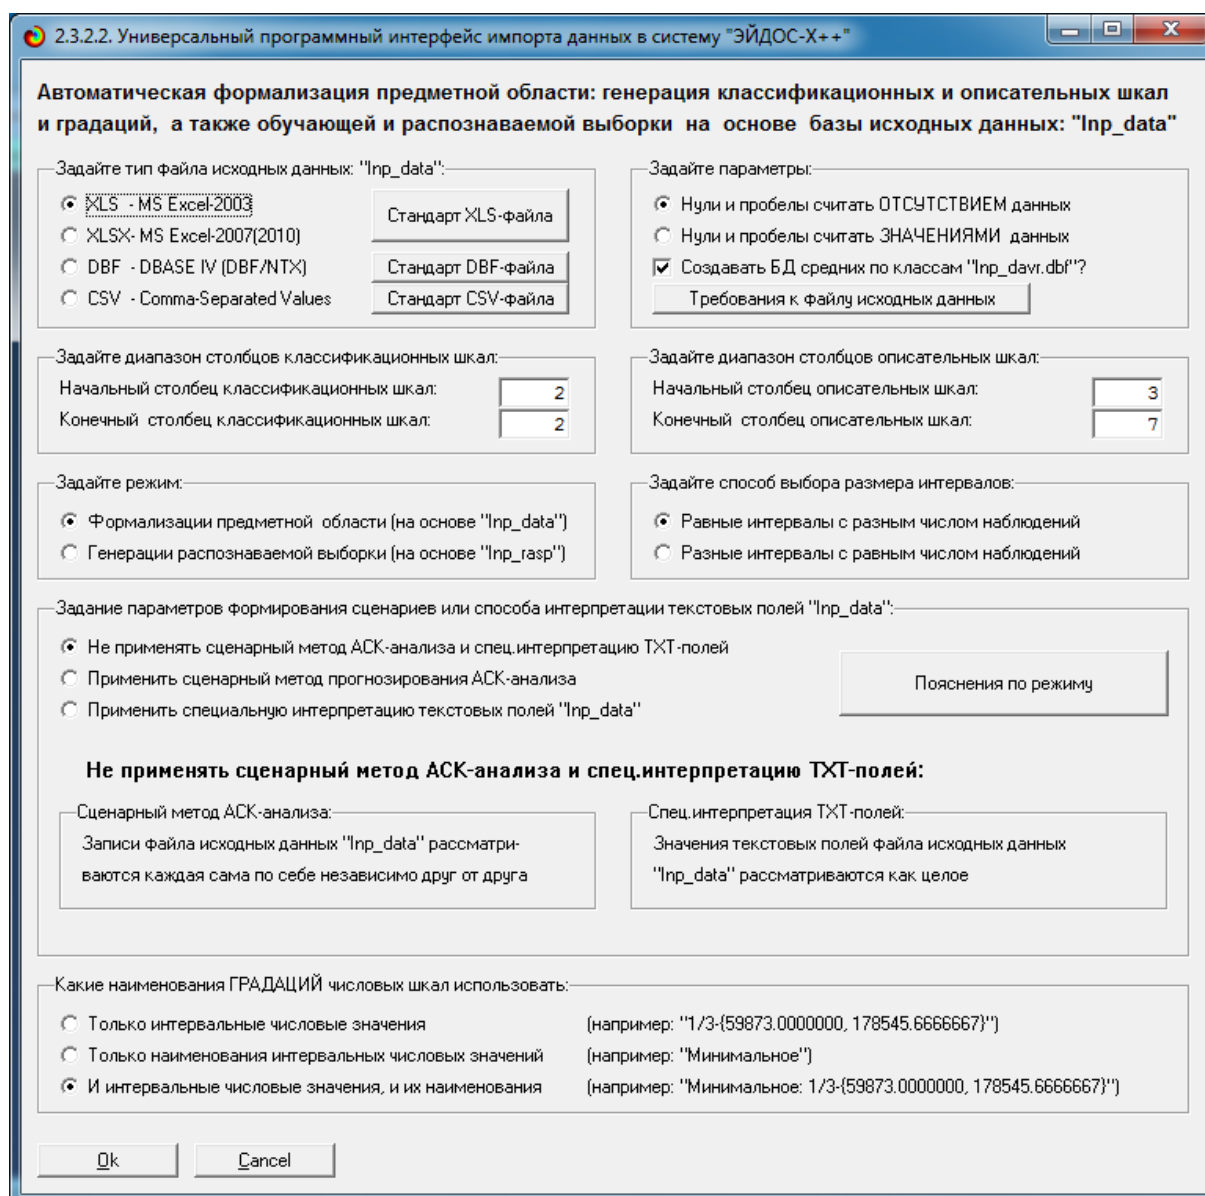 2.3.2.2. Универсальный программный интерфейс импорта данных в систему "ЭЙДОС-Х++"
Автоматическая формализация предметной области: генерация классификационных и описательных шкал
и градаций, а также обучающей и распознаваемой выборки на основе базы исходных данных: "Inp_data"
Задайте тип файла исходных данных: "Inp_data":
XLS - MS Excel-2003
XLSX- MS Excel-2007(2010)
DBF - DBASE IV (DBF/NTX)
CSV - Comma-Separated Values
Стандарт XLS-файла
Стандарт DBF-файла
Стандарт CSV-файла
Задайте параметры:
Нули и пробелы считать ОТСУТСТВИЕМ данных
Нули и пробелы считать ЗНАЧЕНИЯМИ данных
Создавать БД средних по классам "Inp_davr.dbf"?
Требования к файлу исходных данных
Задайте диапазон столбцов классификационных шкал:
Начальный столбец классификационных шкал: 2
Конечный столбец классификационных шкал: 2
Задайте диапазон столбцов описательных шкал:
Начальный столбец описательных шкал: 3
Конечный столбец описательных шкал: 7
Задайте режим:
Формализации предметной области (на основе "Inp_data")
Генерации распознаваемой выборки (на основе "Inp_rasp")
Задайте способ выбора размера интервалов:
Равные интервалы с разным числом наблюдений
Разные интервалы с равным числом наблюдений
Задание параметров формирования сценариев или способа интерпретации текстовых полей "Inp_data":
Не применять сценарный метод АСК-анализа и спец.интерпретацию ТХТ-полей
Применить сценарный метод прогнозирования АСК-анализа
Применить специальную интерпретацию текстовых полей "Inp_data"
Пояснения по режиму
Не применять сценарный метод АСК-анализа и спец.интерпретацию ТХТ-полей:
Сценарный метод АСК-анализа:
Записи файла исходных данных "Inp_data" рассматри-
ваются каждая сама по себе независимо друг от друга
Спец.интерпретация ТХТ-полей:
Значения текстовых полей файла исходных данных
"Inp_data" рассматриваются как целое
Какие наименования ГРАДАЦИЙ числовых шкал использовать:
Только интервальные числовые значения (например: "1/3-{59873.0000000, 178545.6666667}")
Только наименования интервальных числовых значений (например: "Минимальное")
И интервальные числовые значения, и их наименования (например: "Минимальное: 1/3-{59873.0000000, 178545.6666667}")
Ok Cancel